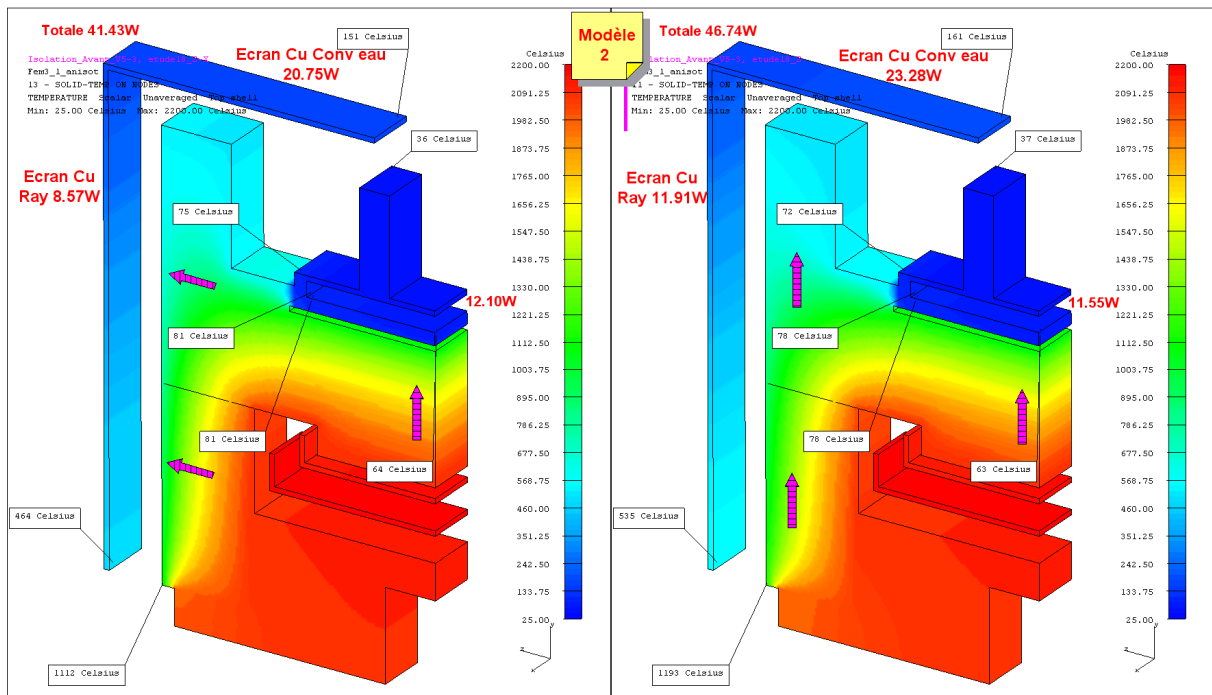 Totale 41.43W
151 Celsius
Ecran Cu Conv eau
20.75W
Fem3_1_anisot
I3 - SOLID-TEMP ON NODES
TEMPERATURE Scalar Unaveraged Top shell
Min: 25.00 Celsius Max: 2200.00 Celsius
36 Celsius
Ecran Cu
Ray 8.57W
75 Celsius
12.10W
81 Celsius
81 Celsius
64 Celsius
464 Celsius
1112 Celsius
Celsius
2200.00
2091.25
1982.50
1873.75
1765.00
1656.25
1547.50
1438.75
1330.00
1221.25
1112.50
1003.75
895.00
786.25
677.50
568.75
460.00
351.25
242.50
133.75
25.00
y
z
x
Modèle
2
Totale 46.74W
161 Celsius
Ecran Cu Conv eau
23.28W
TEMPERATURE Scalar Unaveraged Top shell
Min: 25.00 Celsius Max: 2200.00 Celsius
37 Celsius
Ecran Cu
Ray 11.91W
72 Celsius
11.55W
78 Celsius
78 Celsius
63 Celsius
535 Celsius
1193 Celsius
Celsius
2200.00
2091.25
1982.50
1873.75
1765.00
1656.25
1547.50
1438.75
1330.00
1221.25
1112.50
1003.75
895.00
786.25
677.50
568.75
460.00
351.25
242.50
133.75
25.00
y
z
x